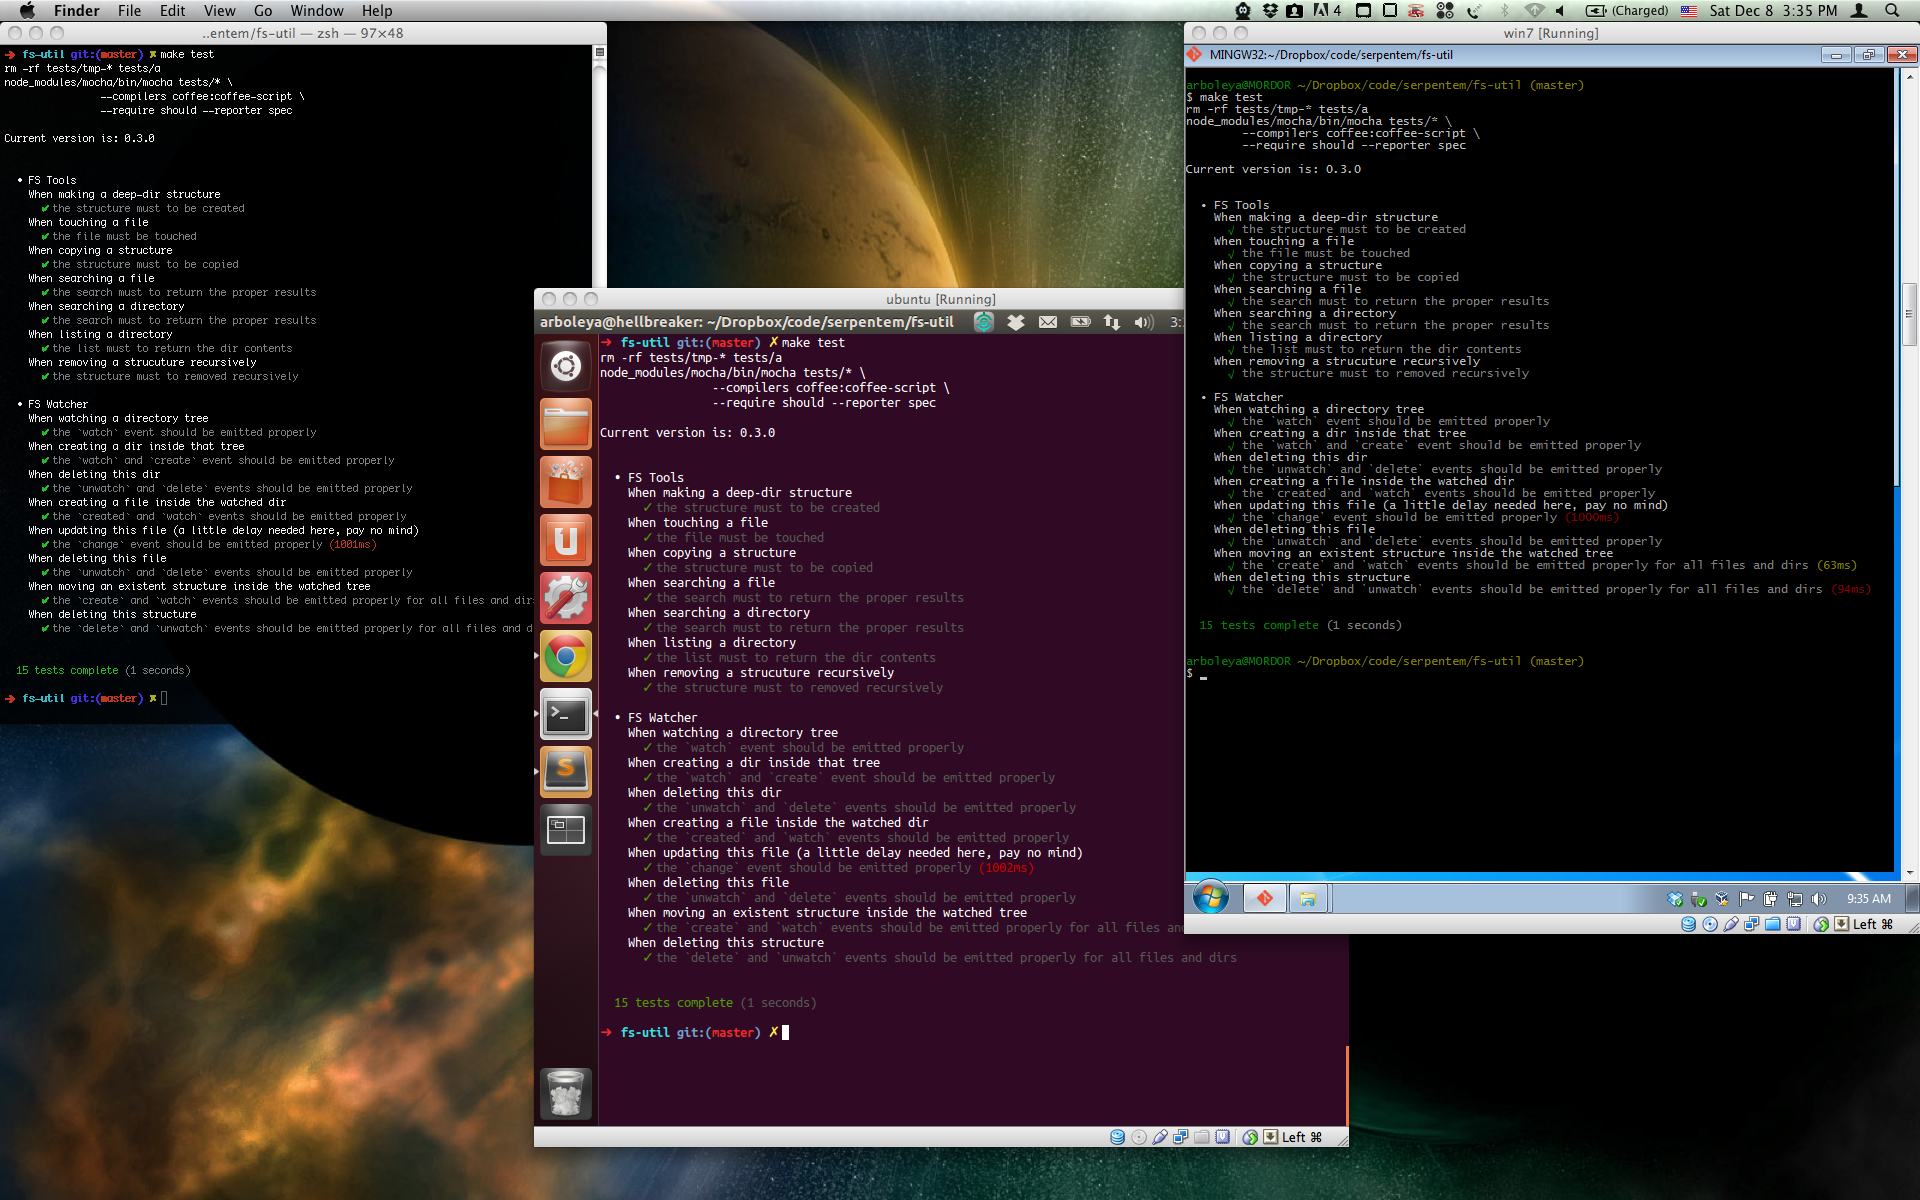 Finder File Edit View Go Window Help
4 (Charged) Sat Dec 8 3:35 PM
..entem/fs-util — zsh — 97×48
➜ fs-util git:(master) ✗ make test
rm -rf tests/tmp-* tests/a
node_modules/mocha/bin/mocha tests/* \
--compilers coffee:coffee-script \
--require should --reporter spec
Current version is: 0.3.0
• FS Tools
When making a deep-dir structure
✔ the structure must to be created
When touching a file
✔ the file must be touched
When copying a structure
✔ the structure must to be copied
When searching a file
✔ the search must to return the proper results
When searching a directory
✔ the search must to return the proper results
When listing a directory
✔ the list must to return the dir contents
When removing a strucuture recursively
✔ the structure must to removed recursively
• FS Watcher
When watching a directory tree
✔ the `watch` event should be emitted properly
When creating a dir inside that tree
✔ the `watch` and `create` event should be emitted properly
When deleting this dir
✔ the `unwatch` and `delete` events should be emitted properly
When creating a file inside the watched dir
✔ the `created` and `watch` events should be emitted properly
When updating this file (a little delay needed here, pay no mind)
✔ the `change` event should be emitted properly (1001ms)
When deleting this file
✔ the `unwatch` and `delete` events should be emitted properly
When moving an existent structure inside the watched tree
✔ the `create` and `watch` events should be emitted properly for all files and dir
When deleting this structure
✔ the `delete` and `unwatch` events should be emitted properly for all files and d
15 tests complete (1 seconds)
➜ fs-util git:(master) ✗
ubuntu [Running]
arboleya@hellbreaker: ~/Dropbox/code/serpentem/fs-util 3:
➜ fs-util git:(master) ✗ make test
rm -rf tests/tmp-* tests/a
node_modules/mocha/bin/mocha tests/* \
--compilers coffee:coffee-script \
--require should --reporter spec
Current version is: 0.3.0
• FS Tools
When making a deep-dir structure
✓ the structure must to be created
When touching a file
✓ the file must be touched
When copying a structure
✓ the structure must to be copied
When searching a file
✓ the search must to return the proper results
When searching a directory
✓ the search must to return the proper results
When listing a directory
✓ the list must to return the dir contents
When removing a strucuture recursively
✓ the structure must to removed recursively
• FS Watcher
When watching a directory tree
✓ the `watch` event should be emitted properly
When creating a dir inside that tree
✓ the `watch` and `create` event should be emitted properly
When deleting this dir
✓ the `unwatch` and `delete` events should be emitted properly
When creating a file inside the watched dir
✓ the `created` and `watch` events should be emitted properly
When updating this file (a little delay needed here, pay no mind)
✓ the `change` event should be emitted properly (1002ms)
When deleting this file
✓ the `unwatch` and `delete` events should be emitted properly
When moving an existent structure inside the watched tree
✓ the `create` and `watch` events should be emitted properly for all files an
When deleting this structure
✓ the `delete` and `unwatch` events should be emitted properly for all files and dirs
15 tests complete (1 seconds)
➜ fs-util git:(master) ✗
Left ⌘
win7 [Running]
MINGW32:~/Dropbox/code/serpentem/fs-util
arboleya@MORDOR ~/Dropbox/code/serpentem/fs-util (master)
$ make test
rm -rf tests/tmp-* tests/a
node_modules/mocha/bin/mocha tests/* \
--compilers coffee:coffee-script \
--require should --reporter spec
Current version is: 0.3.0
• FS Tools
When making a deep-dir structure
√ the structure must to be created
When touching a file
√ the file must be touched
When copying a structure
√ the structure must to be copied
When searching a file
√ the search must to return the proper results
When searching a directory
√ the search must to return the proper results
When listing a directory
√ the list must to return the dir contents
When removing a strucuture recursively
√ the structure must to removed recursively
• FS Watcher
When watching a directory tree
√ the `watch` event should be emitted properly
When creating a dir inside that tree
√ the `watch` and `create` event should be emitted properly
When deleting this dir
√ the `unwatch` and `delete` events should be emitted properly
When creating a file inside the watched dir
√ the `created` and `watch` events should be emitted properly
When updating this file (a little delay needed here, pay no mind)
√ the `change` event should be emitted properly (1000ms)
When deleting this file
√ the `unwatch` and `delete` events should be emitted properly
When moving an existent structure inside the watched tree
√ the `create` and `watch` events should be emitted properly for all files and dirs (63ms)
When deleting this structure
√ the `delete` and `unwatch` events should be emitted properly for all files and dirs (94ms)
15 tests complete (1 seconds)
arboleya@MORDOR ~/Dropbox/code/serpentem/fs-util (master)
$
9:35 AM
Left ⌘